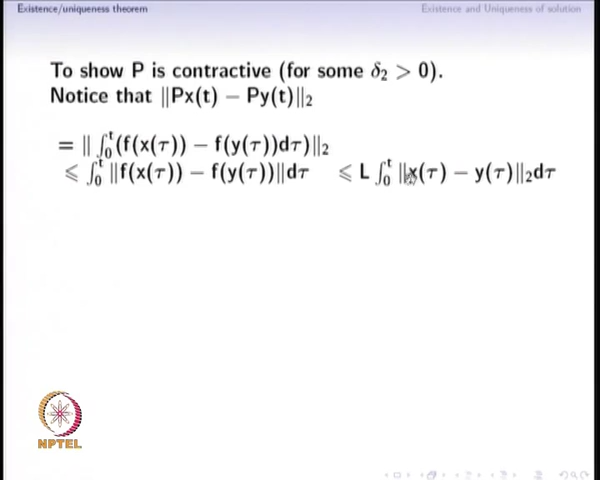 Existence/uniqueness theorem
Existence and Uniqueness of solution
To show P is contractive (for some δ₂ > 0).
Notice that ‖Px(t) − Py(t)‖₂
= ‖ ∫₀ᵗ(f(x(τ)) − f(y(τ))dτ)‖₂
⩽ ∫₀ᵗ ‖f(x(τ)) − f(y(τ))‖dτ ⩽ L ∫₀ᵗ ‖x(τ) − y(τ)‖₂dτ
NPTEL